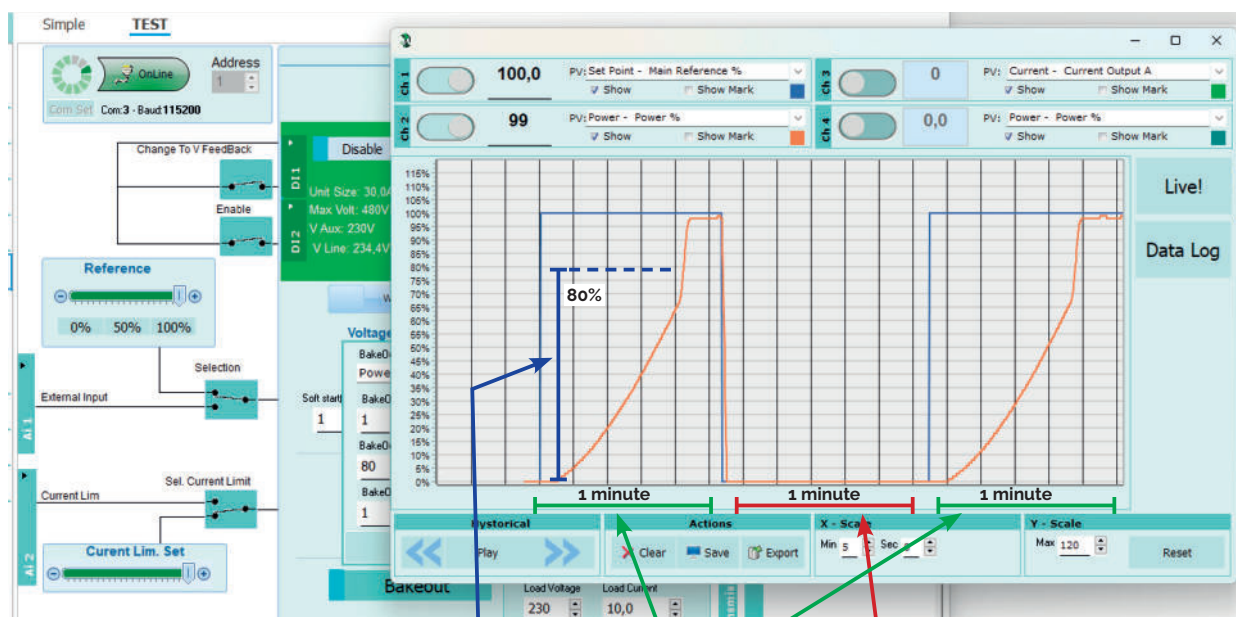 Simple TEST
OnLine
Address
1
Com Set Com:3 - Baud:115200
Change To V FeedBack
DI1
Disable
Unit Size: 30,0A
Max Volt: 480V
V Aux: 230V
V Line: 234,4V
Enable
DI2
Reference
0% 50% 100%
Selection
External Input
Ai 1
Soft start
1
Voltage
Power
1
80
1
Sel. Current Limit
Current Lim
Ai 2
Curent Lim. Set
Bakeout
Load Voltage Load Current
230 10,0
Ch 1 100,0 PV: Set Point - Main Reference %
Show Show Mark
Ch 3 0 PV: Current - Current Output A
Show Show Mark
Ch 2 99 PV: Power - Power %
Show Show Mark
Ch 4 0,0 PV: Power - Power %
Show Show Mark
Live!
Data Log
115%
110%
105%
100%
95%
90%
85%
80%
75%
70%
65%
60%
55%
50%
45%
40%
35%
30%
25%
20%
15%
10%
5%
0%
80%
1 minute 1 minute 1 minute
Hystorical Actions X - Scale Y - Scale
Play Clear Save Export Min 5 Sec Max 120 Reset